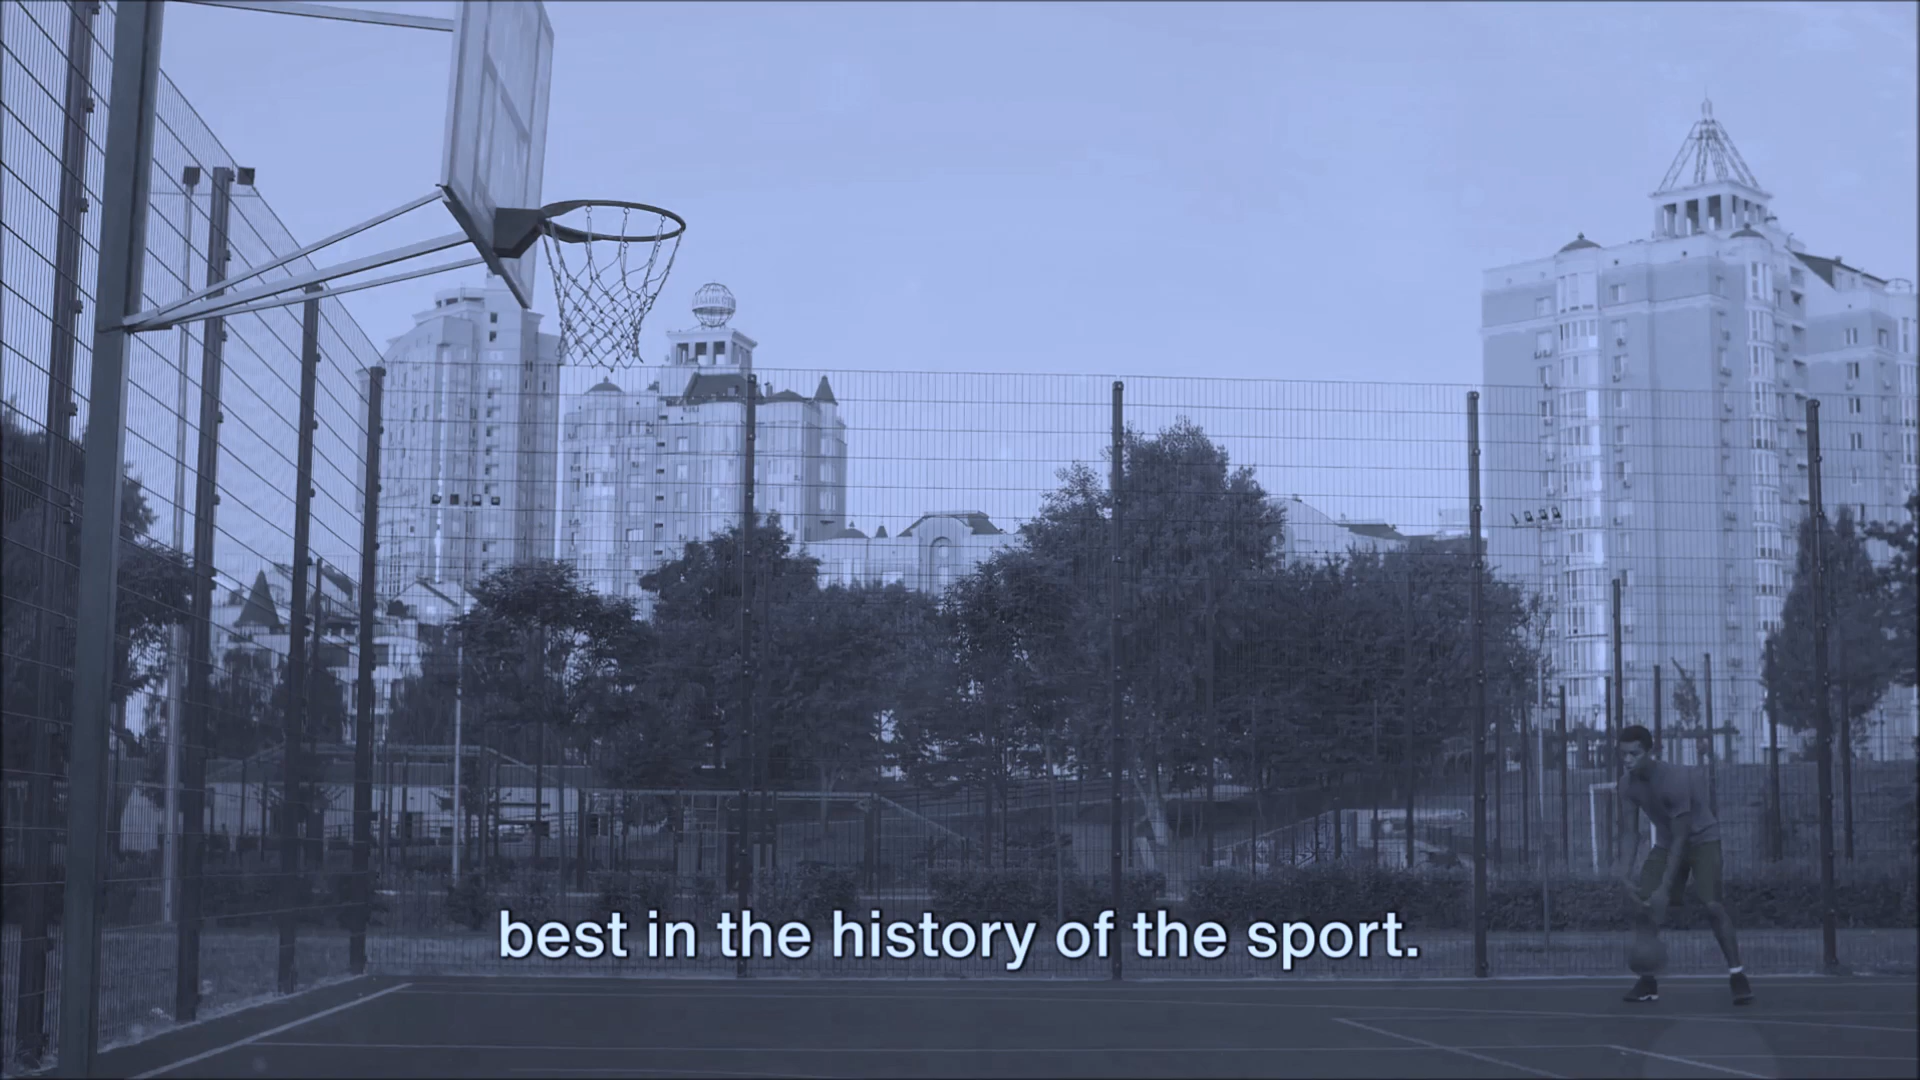 best in the history of the sport.